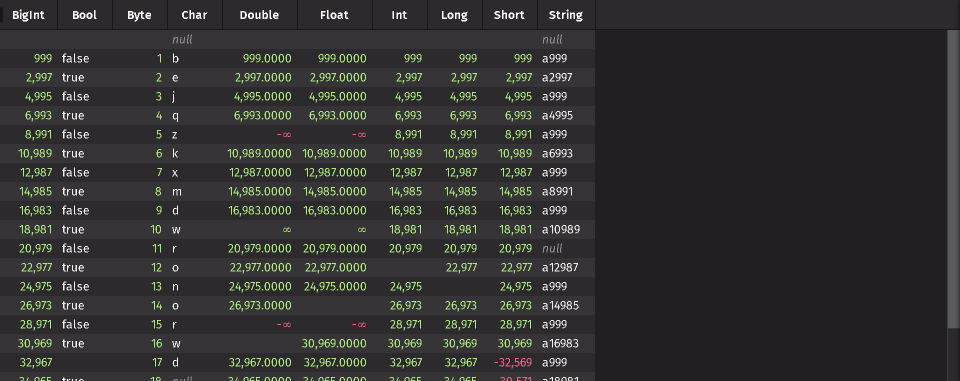 BigInt Bool Byte Char Double Float Int Long Short String
null null
999 false 1 b 999.0000 999.0000 999 999 999 a999
2,997 true 2 e 2,997.0000 2,997.0000 2,997 2,997 2,997 a2997
4,995 false 3 j 4,995.0000 4,995.0000 4,995 4,995 4,995 a999
6,993 true 4 q 6,993.0000 6,993.0000 6,993 6,993 6,993 a4995
8,991 false 5 z -∞ -∞ 8,991 8,991 8,991 a999
10,989 true 6 k 10,989.0000 10,989.0000 10,989 10,989 10,989 a6993
12,987 false 7 x 12,987.0000 12,987.0000 12,987 12,987 12,987 a999
14,985 true 8 m 14,985.0000 14,985.0000 14,985 14,985 14,985 a8991
16,983 false 9 d 16,983.0000 16,983.0000 16,983 16,983 16,983 a999
18,981 true 10 w ∞ ∞ 18,981 18,981 18,981 a10989
20,979 false 11 r 20,979.0000 20,979.0000 20,979 20,979 20,979 null
22,977 true 12 o 22,977.0000 22,977.0000 22,977 22,977 a12987
24,975 false 13 n 24,975.0000 24,975.0000 24,975 24,975 a999
26,973 true 14 o 26,973.0000 26,973 26,973 26,973 a14985
28,971 false 15 r -∞ -∞ 28,971 28,971 28,971 a999
30,969 true 16 w 30,969.0000 30,969 30,969 30,969 a16983
32,967 17 d 32,967.0000 32,967.0000 32,967 32,967 -32,569 a999
34,965 true 18 null 34,965.0000 34,965.0000 34,965 34,965 -30,571 a18981